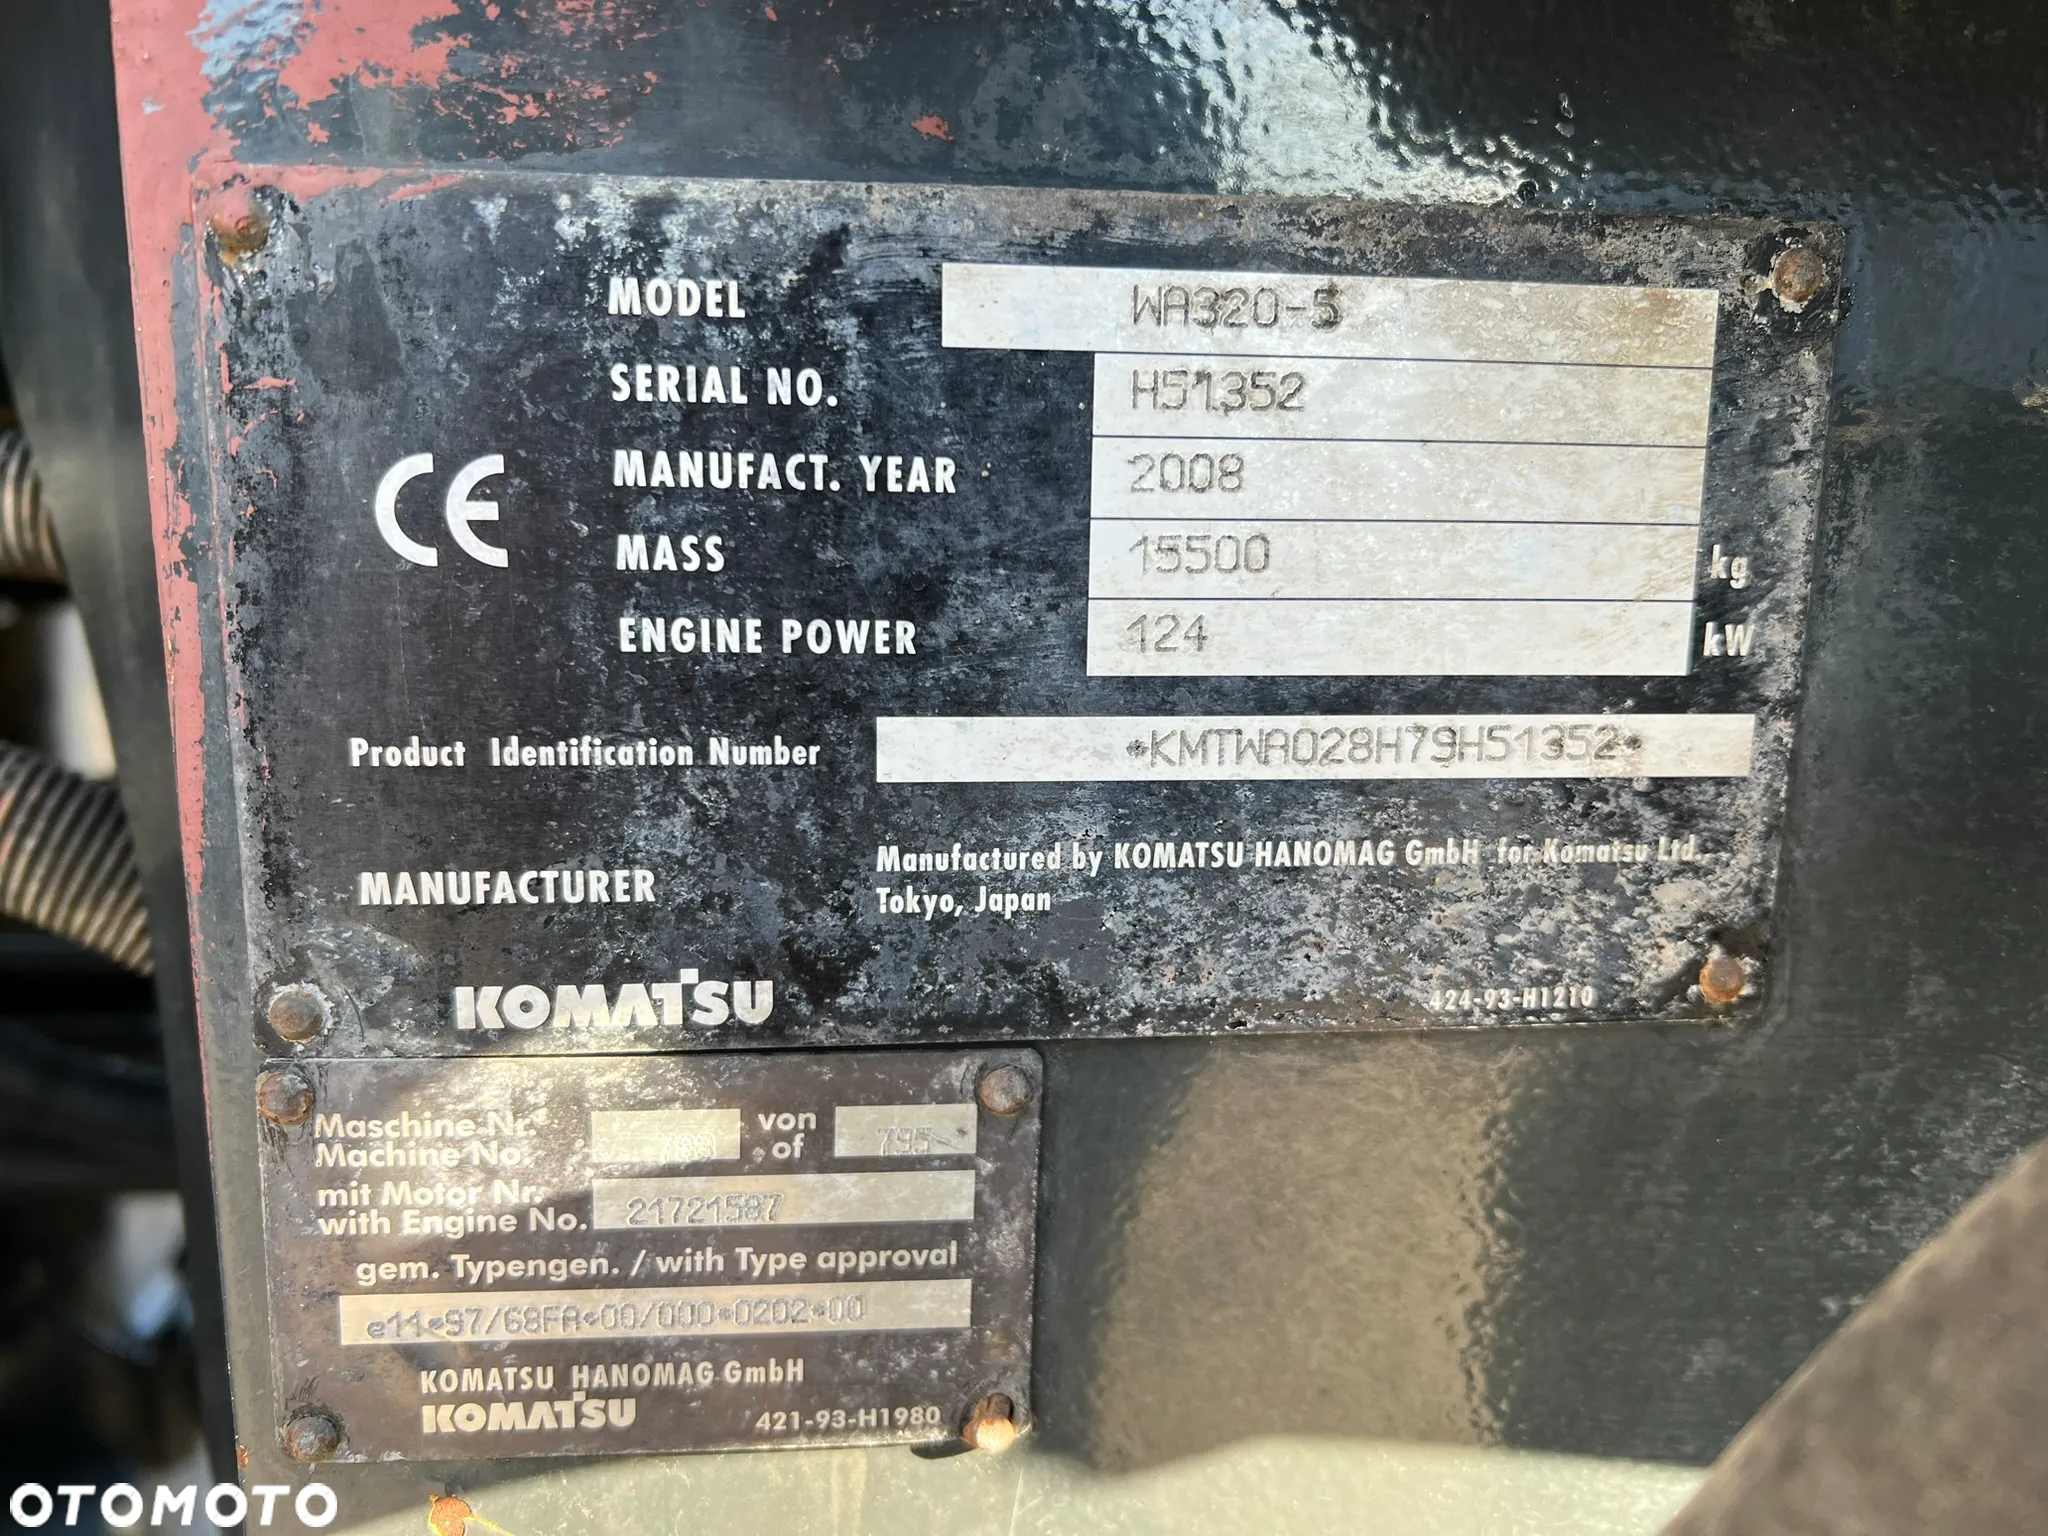 MODEL WA320-5
SERIAL NO. H51352
MANUFACT. YEAR 2008
MASS 15500 kg
CE
ENGINE POWER 124 kW
Product Identification Number *KMTWA028H79H51352*
MANUFACTURER Manufactured by KOMATSU HANOMAG GmbH for Komatsu Ltd.
Tokyo, Japan
KOMATSU
424-93-H1210
Maschine Nr. von 795
Machine No. of
mit Motor Nr. 21721587
with Engine No.
gem. Typengen. / with Type approval
e11*97/68FA*00/000*0202*00
KOMATSU HANOMAG GmbH
KOMATSU 421-93-H1980
OTOMOTO